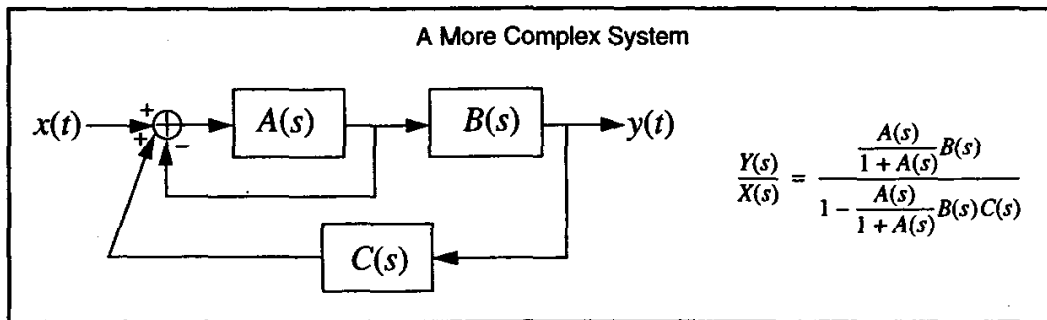 A More Complex System
x(t) + + − A(s) B(s) y(t)
C(s)
Y(s)/X(s) = (A(s)/(1 + A(s)) B(s))/(1 − A(s)/(1 + A(s)) B(s)C(s))